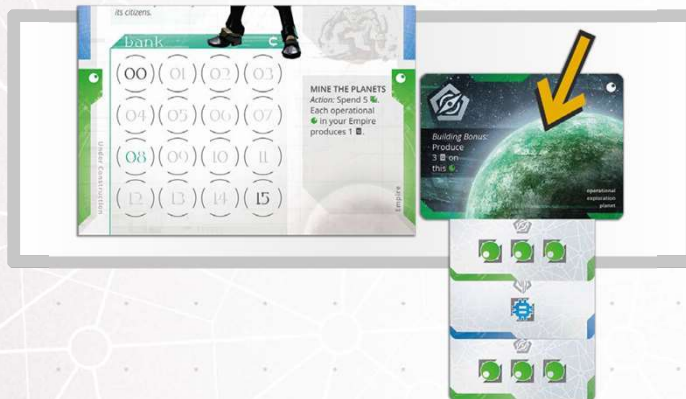 its citizens.
bank
00 01 02 03
04 05 06 07
08 09 10 11
12 13 14 15
Under Construction
MINE THE PLANETS
Action: Spend 5
Each operational
in your Empire
produces 1
Empire
Building Bonus:
Produce
3 on
this
operational
exploration
planet